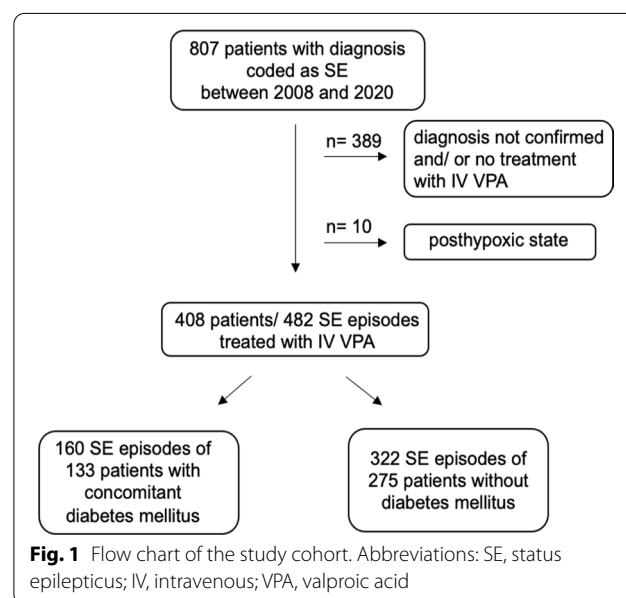 807 patients with diagnosis
coded as SE
between 2008 and 2020
n= 389
diagnosis not confirmed
and/ or no treatment
with IV VPA
n= 10
posthypoxic state
408 patients/ 482 SE episodes
treated with IV VPA
160 SE episodes of
133 patients with
concomitant
diabetes mellitus
322 SE episodes of
275 patients without
diabetes mellitus
Fig. 1 Flow chart of the study cohort. Abbreviations: SE, status
epilepticus; IV, intravenous; VPA, valproic acid